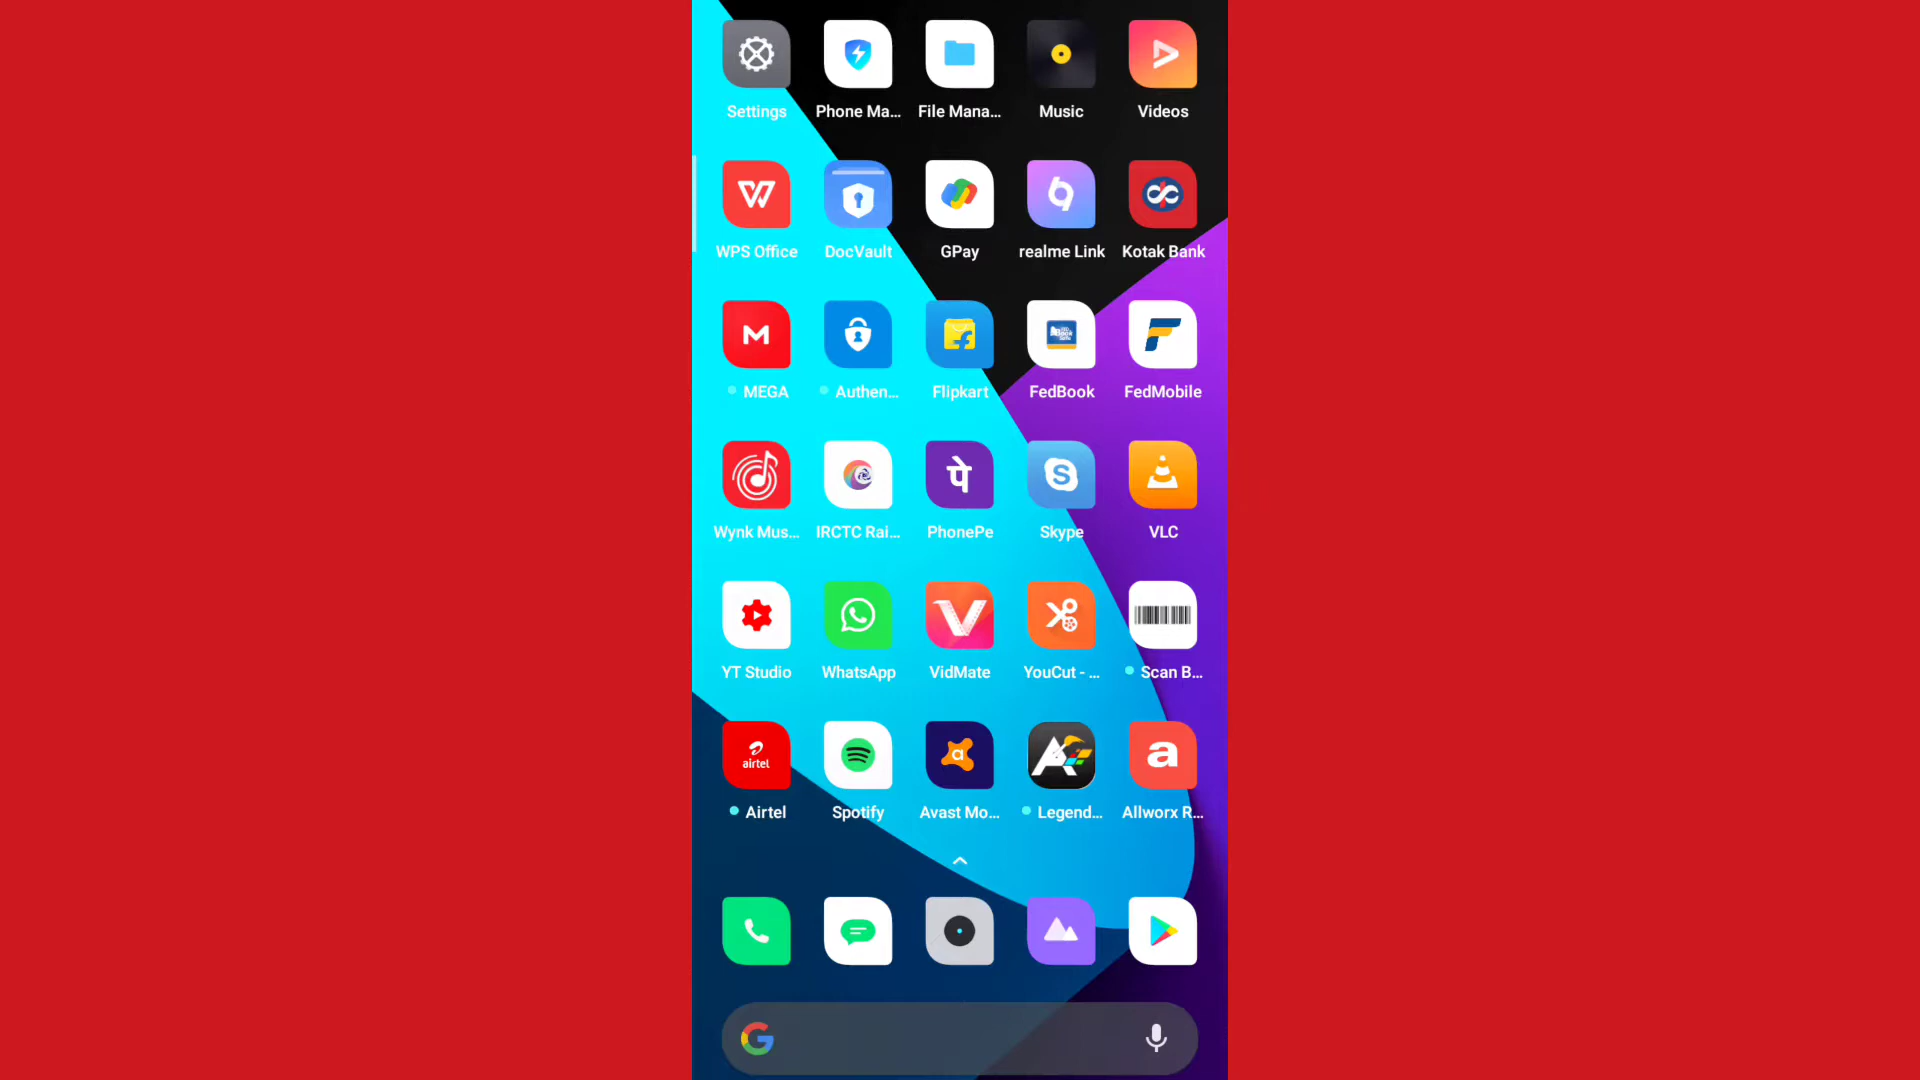 Settings Phone Ma... File Mana... Music Videos
WPS Office DocVault GPay realme Link Kotak Bank
MEGA Authen... Flipkart FedBook FedMobile
Wynk Mus... IRCTC Rai... पे PhonePe Skype VLC
YT Studio WhatsApp VidMate YouCut - ... Scan B...
airtel
Airtel Spotify Avast Mo... Legend... Allworx R...